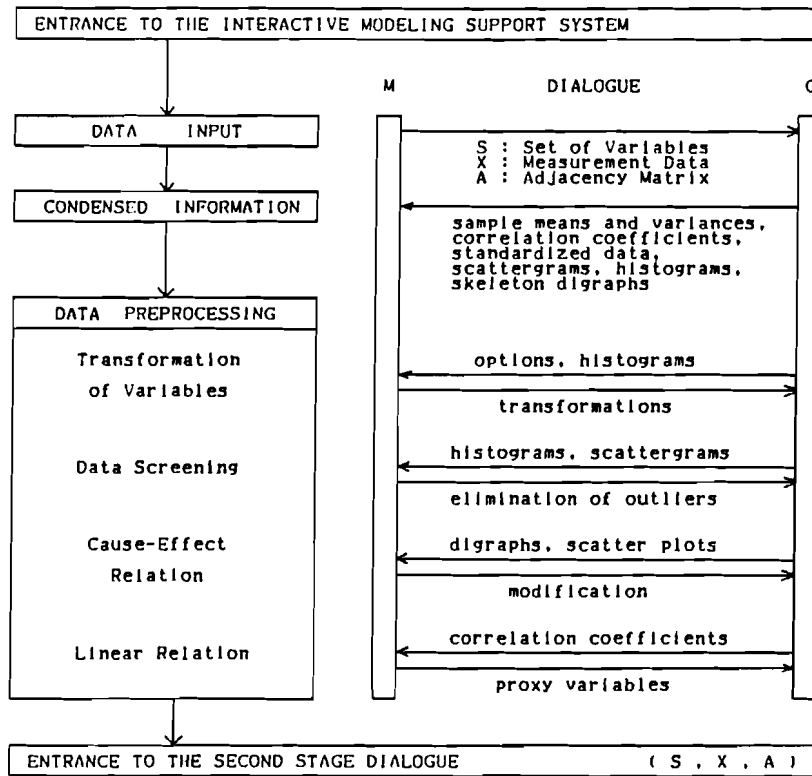 ENTRANCE TO THE INTERACTIVE MODELING SUPPORT SYSTEM
M DIALOGUE
DATA INPUT
S : Set of Variables
X : Measurement Data
A : Adjacency Matrix
CONDENSED INFORMATION
sample means and variances,
correlation coefficients,
standardized data,
scattergrams, histograms,
skeleton digraphs
DATA PREPROCESSING
Transformation
of Variables
options, histograms
transformations
Data Screening
histograms, scattergrams
elimination of outliers
Cause-Effect
Relation
digraphs, scatter plots
modification
Linear Relation
correlation coefficients
proxy variables
ENTRANCE TO THE SECOND STAGE DIALOGUE ( S , X , A )